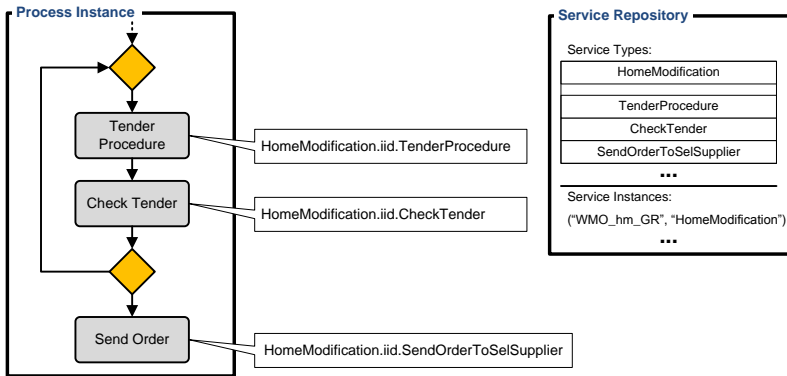 Process Instance
Tender
Procedure
HomeModification.iid.TenderProcedure
Check Tender
HomeModification.iid.CheckTender
Send Order
HomeModification.iid.SendOrderToSelSupplier
Service Repository
Service Types:
HomeModification
TenderProcedure
CheckTender
SendOrderToSelSupplier
...
Service Instances:
(“WMO_hm_GR”, “HomeModification”)
...